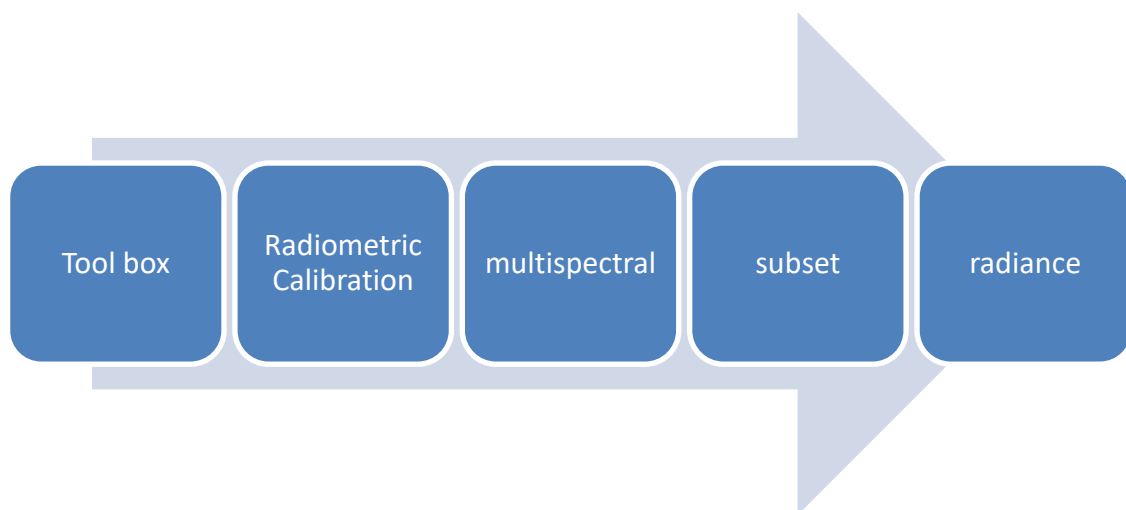 Tool box
Radiometric
Calibration
multispectral
subset
radiance